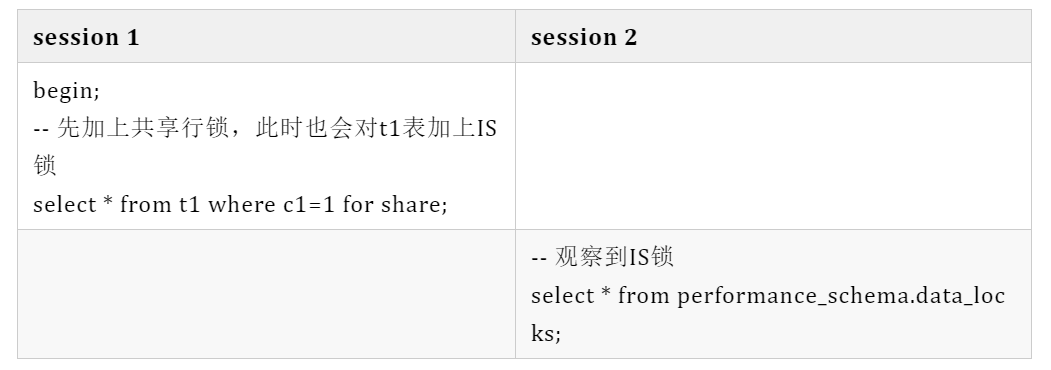 session 1
session 2
begin;
-- 先加上共享行锁，此时也会对t1表加上IS
锁
select * from t1 where c1=1 for share;
-- 观察到IS锁
select * from performance_schema.data_loc
ks;